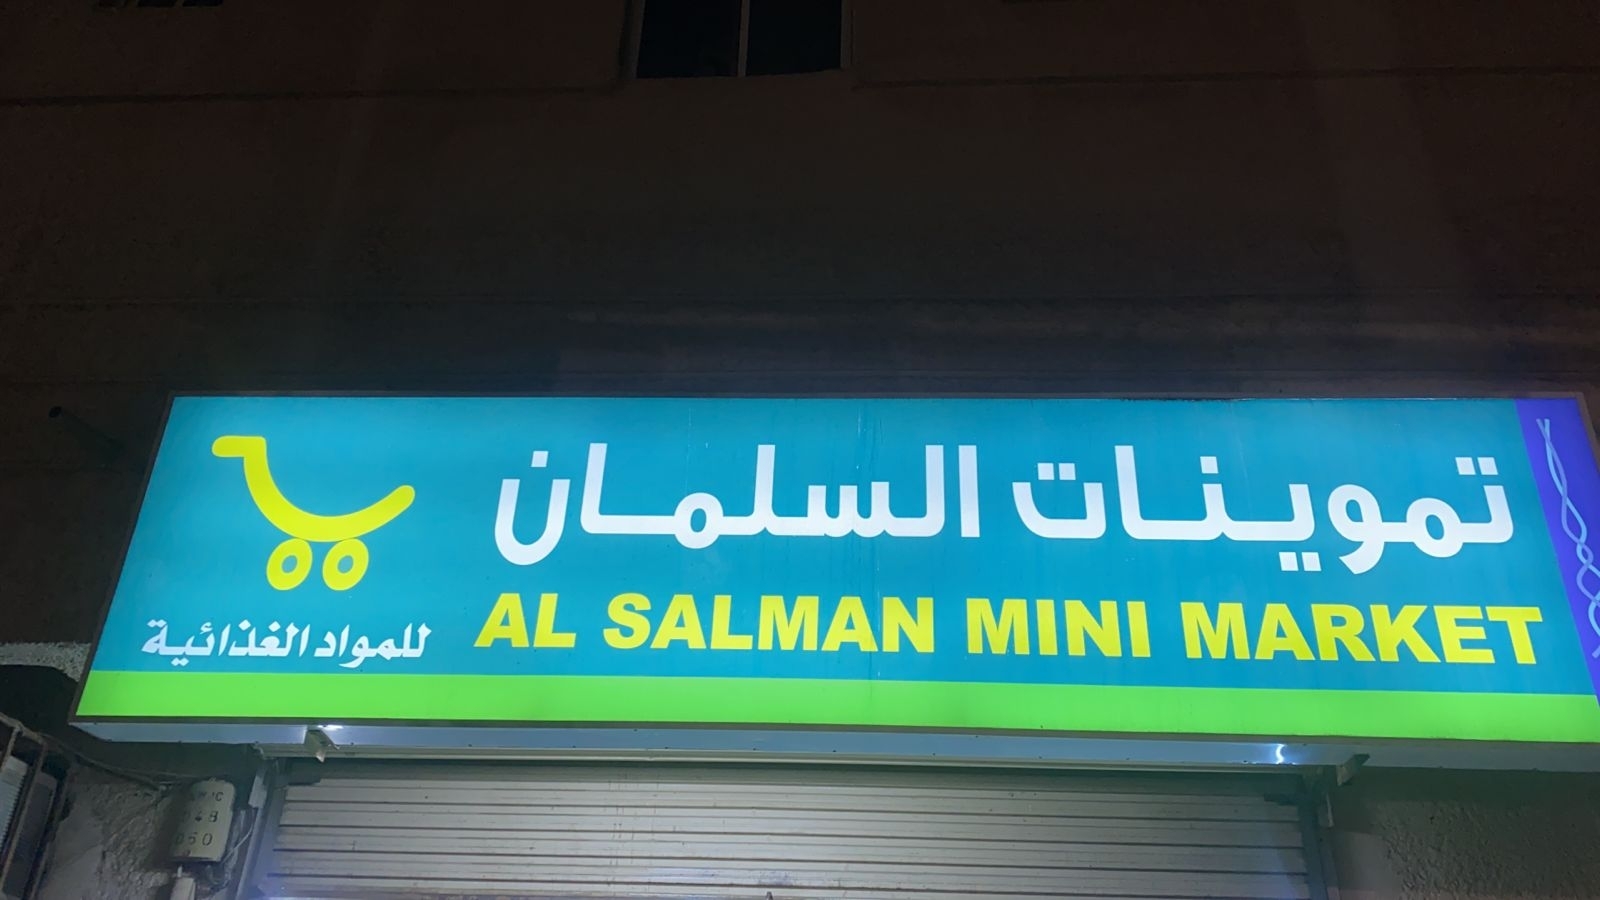 تموينات السلمان
AL SALMAN MINI MARKET
للمواد الغذائية